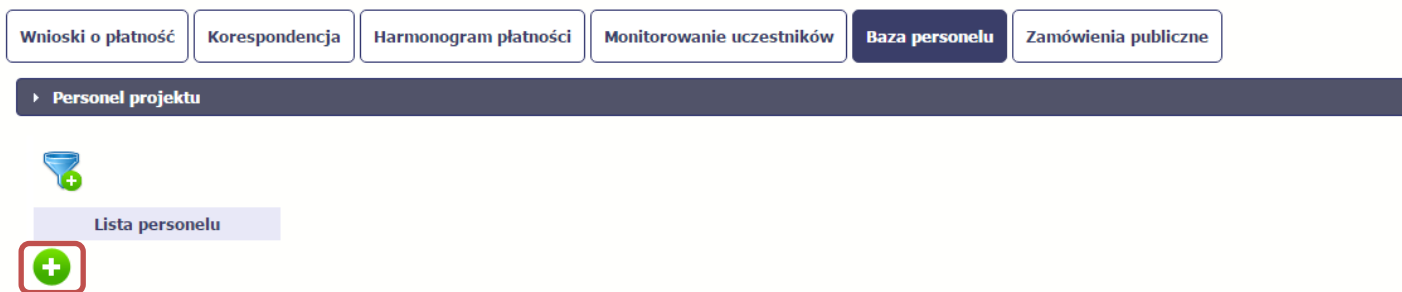 Wnioski o płatność Korespondencja Harmonogram płatności Monitorowanie uczestników Baza personelu Zamówienia publiczne
Personel projektu
Lista personelu